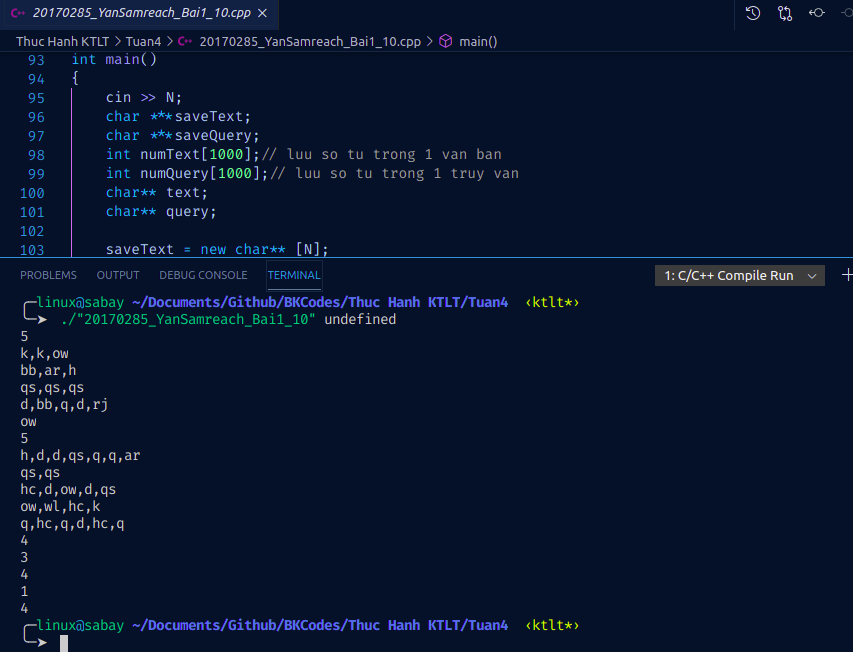 C++ 20170285_YanSamreach_Bai1_10.cpp ×
Thuc Hanh KTLT > Tuan4 > C++ 20170285_YanSamreach_Bai1_10.cpp > main()
93 int main()
94 {
95 cin >> N;
96 char ***saveText;
97 char ***saveQuery;
98 int numText[1000];// luu so tu trong 1 van ban
99 int numQuery[1000];// luu so tu trong 1 truy van
100 char** text;
101 char** query;
102
103 saveText = new char** [N];
PROBLEMS OUTPUT DEBUG CONSOLE TERMINAL 1: C/C++ Compile Run
linux@sabay ~/Documents/Github/BKCodes/Thuc Hanh KTLT/Tuan4 ‹ktlt*›
./"20170285_YanSamreach_Bai1_10" undefined
5
k,k,ow
bb,ar,h
qs,qs,qs
d,bb,q,d,rj
ow
5
h,d,d,qs,q,q,ar
qs,qs
hc,d,ow,d,qs
ow,wl,hc,k
q,hc,q,d,hc,q
4
3
4
1
4
linux@sabay ~/Documents/Github/BKCodes/Thuc Hanh KTLT/Tuan4 ‹ktlt*›